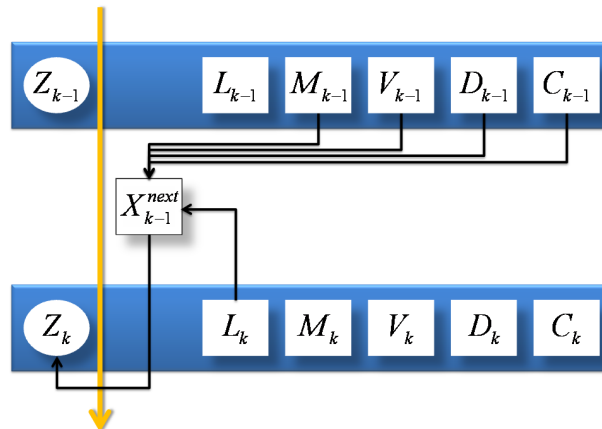 Z_{k-1} L_{k-1} M_{k-1} V_{k-1} D_{k-1} C_{k-1}
X_{k-1}^{next}
Z_k L_k M_k V_k D_k C_k